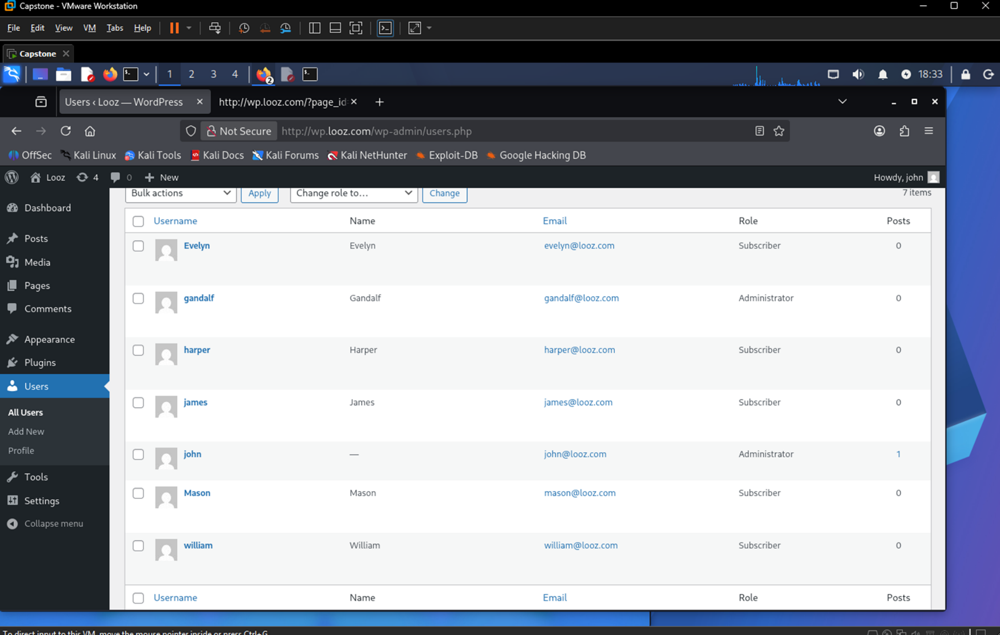 Capstone - VMware Workstation
File Edit View VM Tabs Help
Capstone
1 2 3 4 2 18:33
Users ‹ Looz — WordPress http://wp.looz.com/?page_id
Not Secure http://wp.looz.com/wp-admin/users.php
OffSec Kali Linux Kali Tools Kali Docs Kali Forums Kali NetHunter Exploit-DB Google Hacking DB
Looz 4 0 New Howdy, john
Bulk actions Apply Change role to... Change 7 items
Dashboard
Posts
Media
Pages
Comments
Appearance
Plugins
Users
All Users
Add New
Profile
Tools
Settings
Collapse menu
Username Name Email Role Posts
Evelyn Evelyn evelyn@looz.com Subscriber 0
gandalf Gandalf gandalf@looz.com Administrator 0
harper Harper harper@looz.com Subscriber 0
james James james@looz.com Subscriber 0
john — john@looz.com Administrator 1
Mason Mason mason@looz.com Subscriber 0
william William william@looz.com Subscriber 0
Username Name Email Role Posts
To direct input to this VM, move the mouse pointer inside or press Ctrl+G.